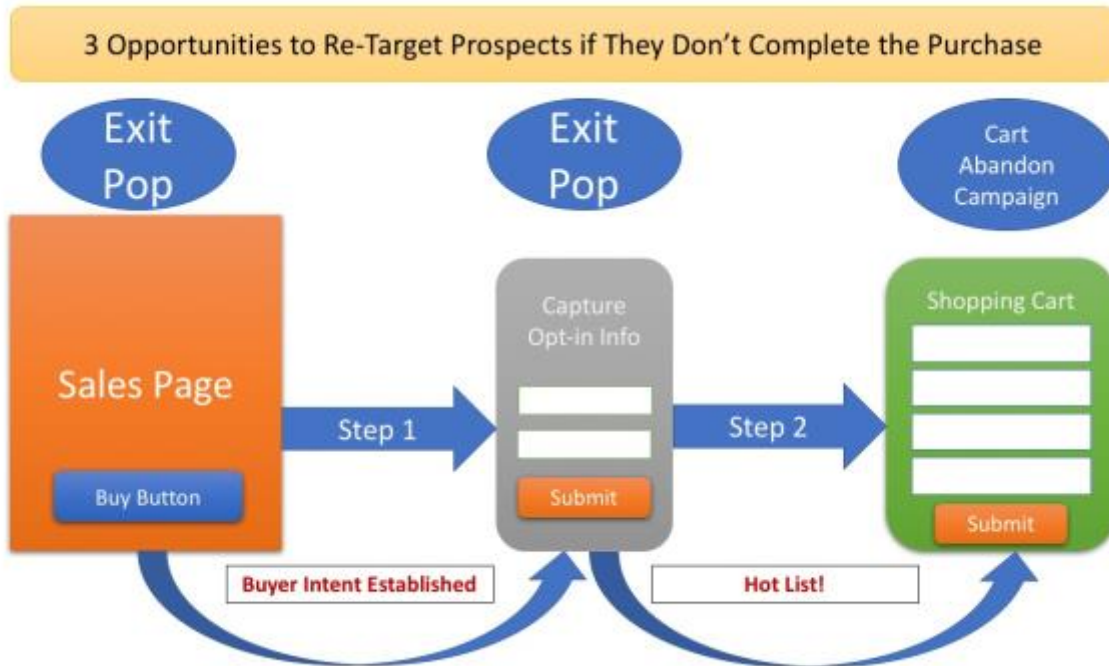 3 Opportunities to Re-Target Prospects if They Don't Complete the Purchase
Exit
Pop
Exit
Pop
Cart
Abandon
Campaign
Sales Page
Buy Button
Step 1
Capture
Opt-in Info
Submit
Step 2
Shopping Cart
Submit
Buyer Intent Established
Hot List!